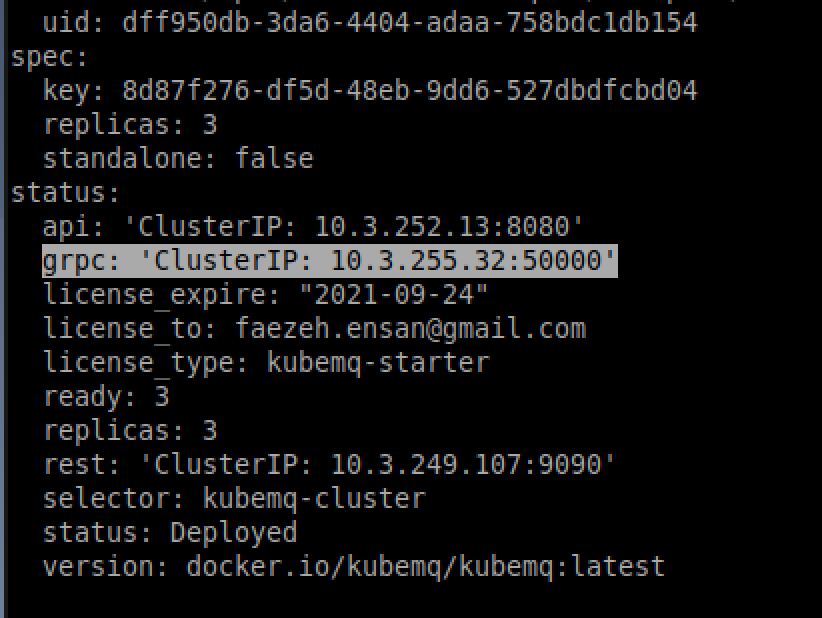 uid: dff950db-3da6-4404-adaa-758bdc1db154
spec:
key: 8d87f276-df5d-48eb-9dd6-527dbdfcbd04
replicas: 3
standalone: false
status:
api: 'ClusterIP: 10.3.252.13:8080'
grpc: 'ClusterIP: 10.3.255.32:50000'
license_expire: "2021-09-24"
license_to: faezeh.ensan@gmail.com
license_type: kubemq-starter
ready: 3
replicas: 3
rest: 'ClusterIP: 10.3.249.107:9090'
selector: kubemq-cluster
status: Deployed
version: docker.io/kubemq/kubemq:latest